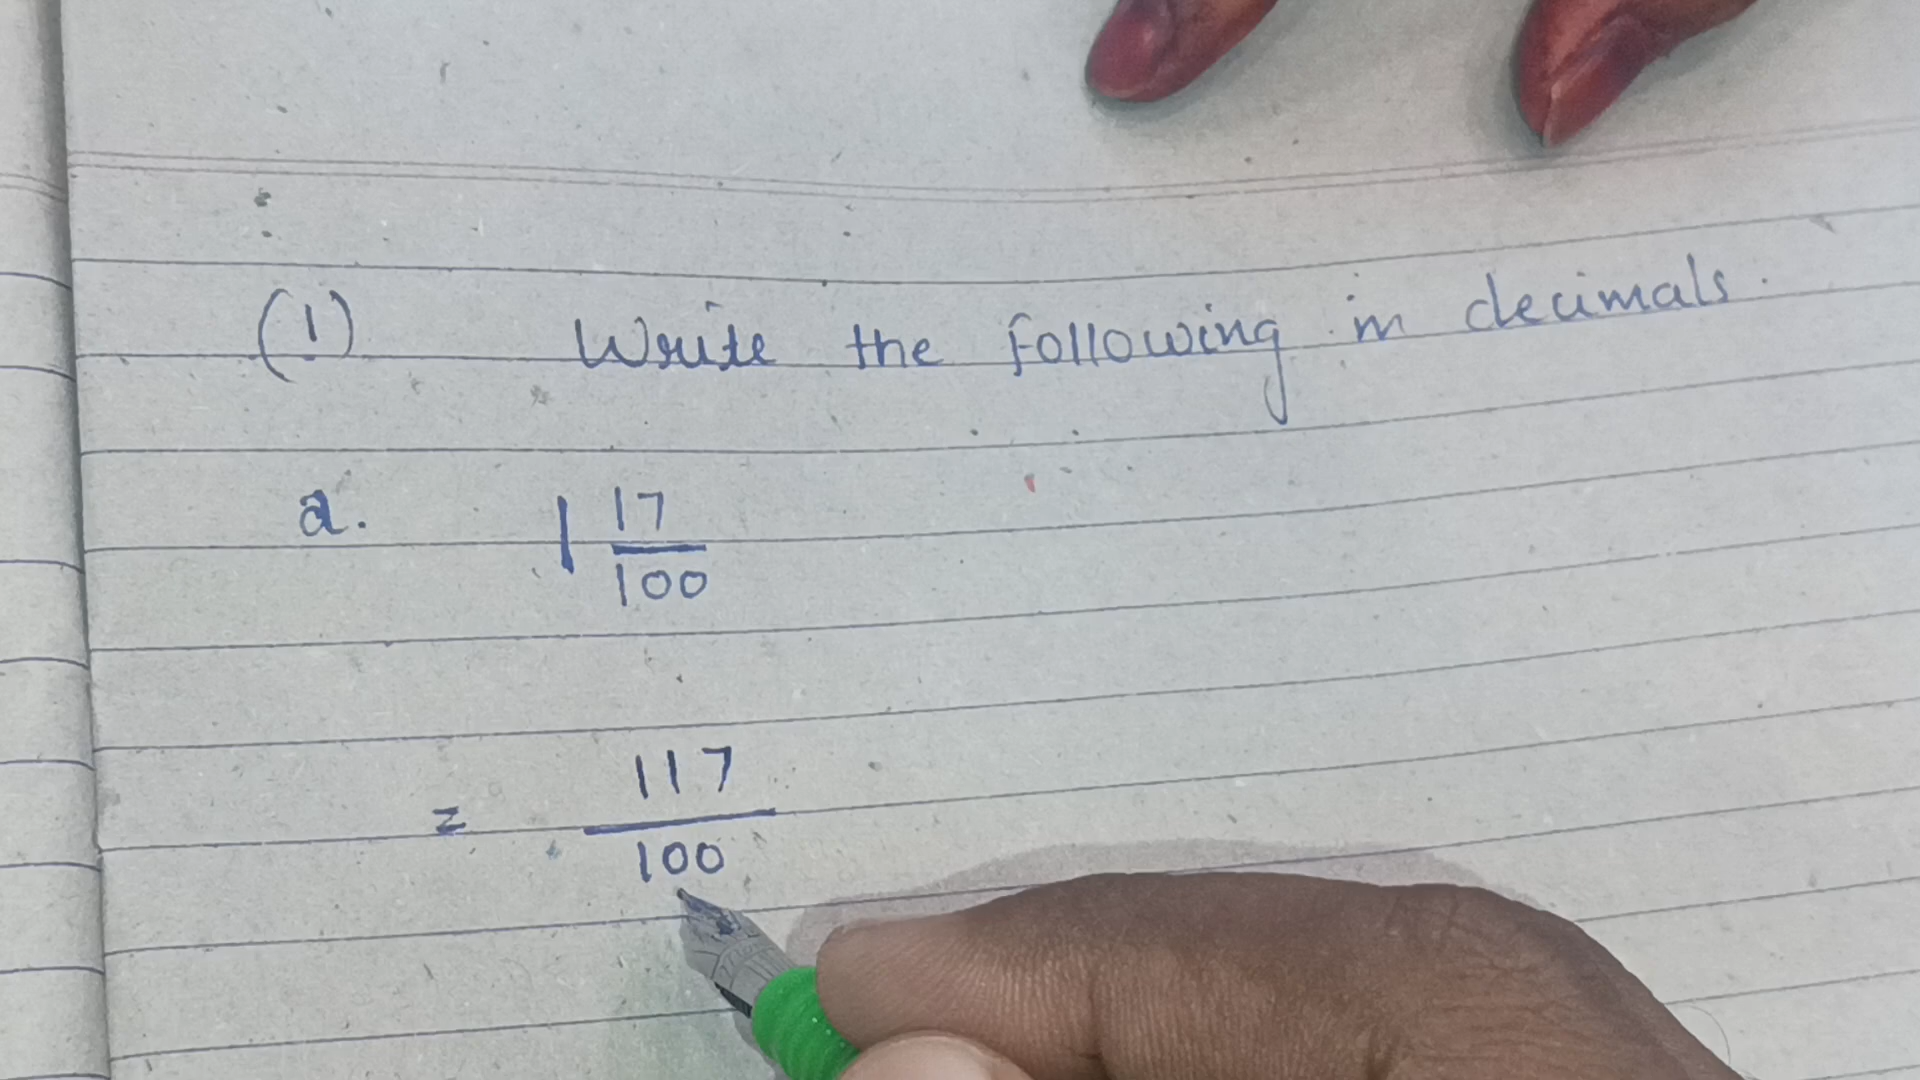 (1) Write the following in decimals.
a. 1 17/100
= 117/100